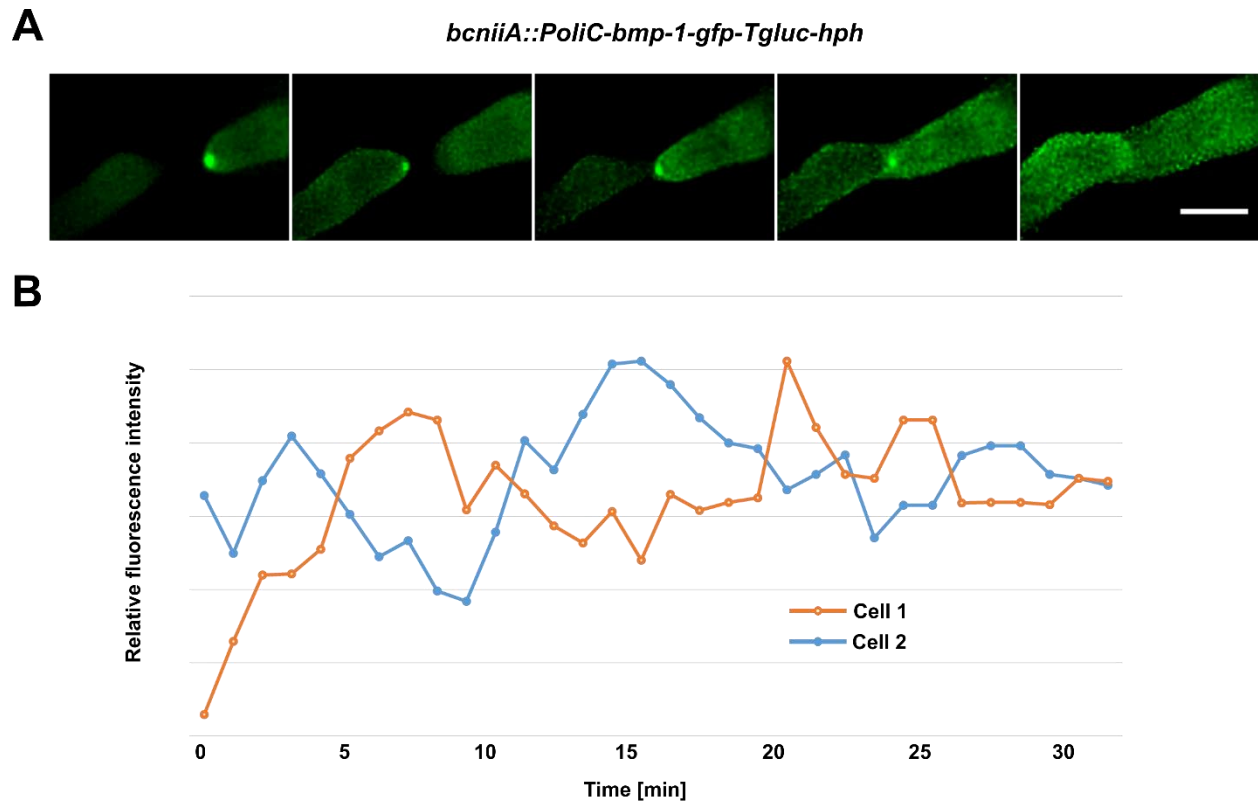 A
bcniiA::PoliC-bmp-1-gfp-Tgluc-hph
B
Relative fluorescence intensity
Cell 1
Cell 2
0 5 10 15 20 25 30
Time [min]